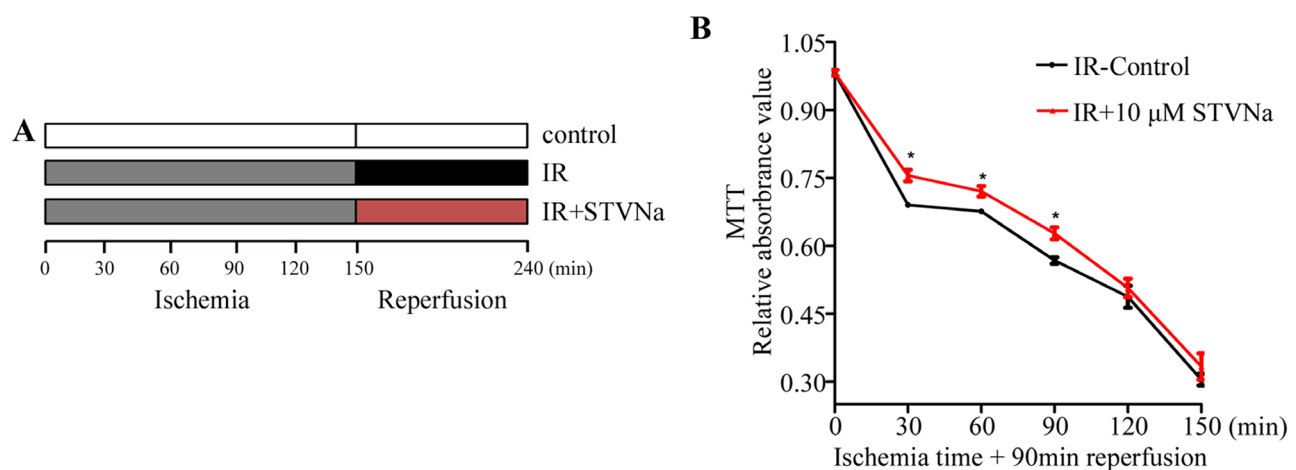 A
control
IR
IR+STVNa
0 30 60 90 120 150 240 (min)
Ischemia Reperfusion
B
MTT
Relative absorbrance value
1.05
0.90
0.75
0.60
0.45
0.30
IR-Control
IR+10 μM STVNa
*
*
*
0 30 60 90 120 150 (min)
Ischemia time + 90min reperfusion